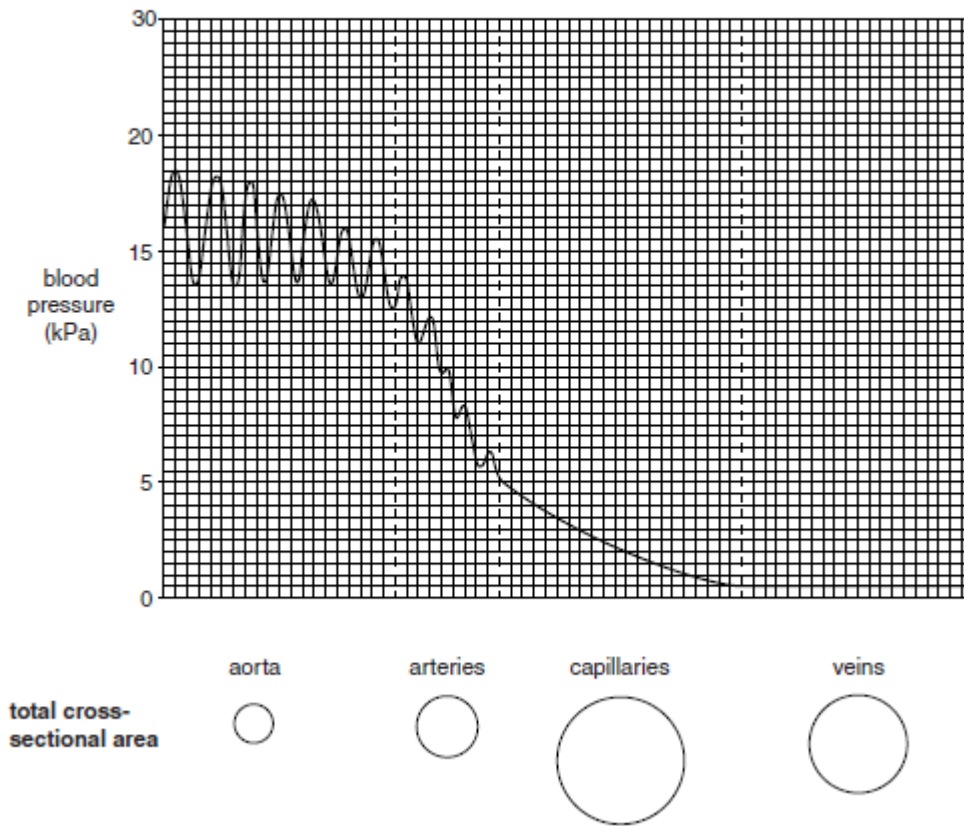 30
20
15
10
5
0
blood
pressure
(kPa)
aorta arteries capillaries veins
total cross-
sectional area